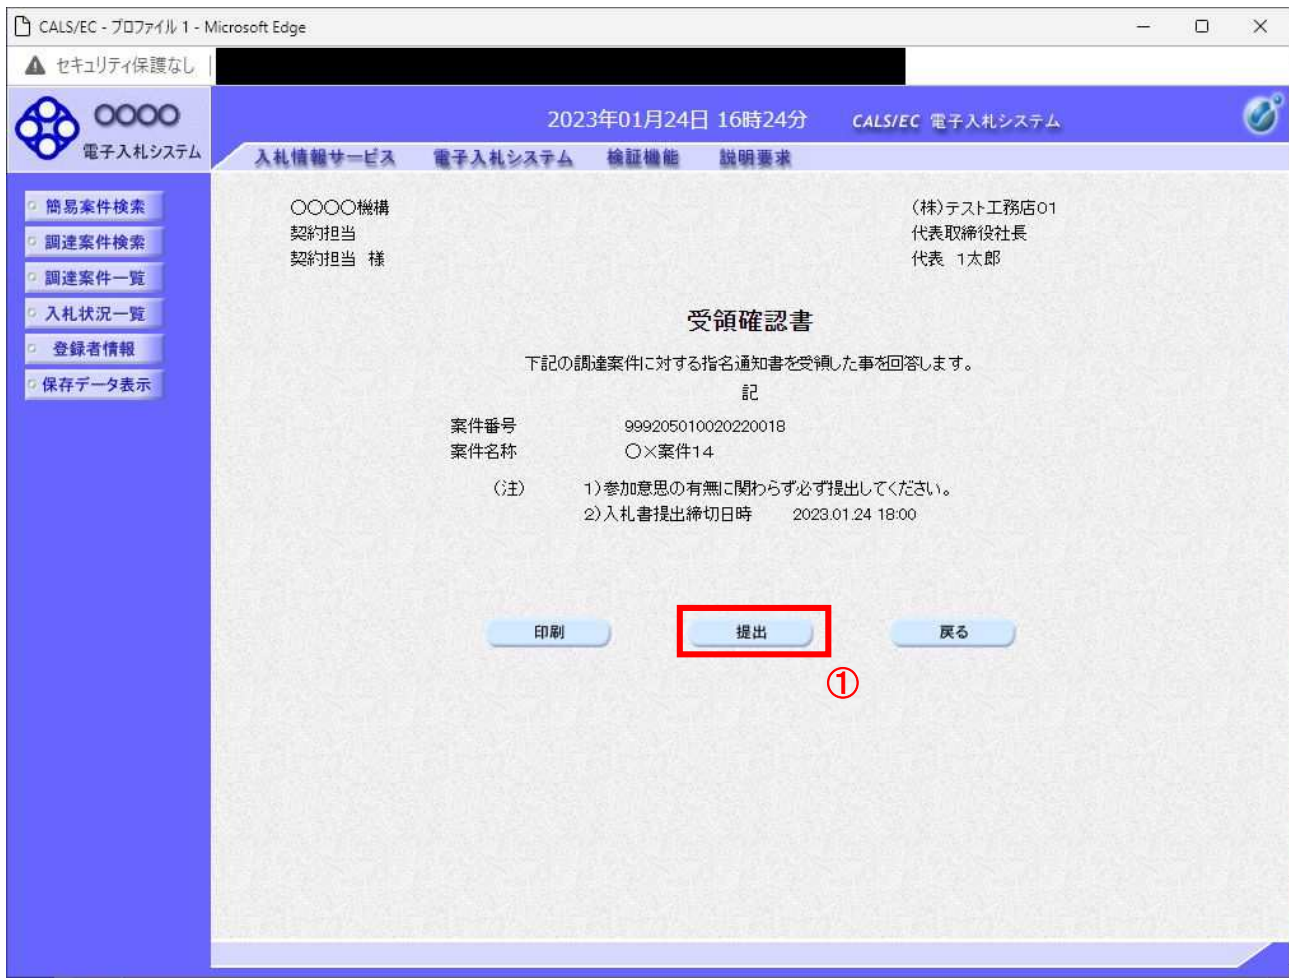 CALS/EC - プロファイル 1 - Microsoft Edge
セキュリティ保護なし
〇〇〇〇
電子入札システム
2023年01月24日 16時24分
CALS/EC 電子入札システム
入札情報サービス 電子入札システム 検証機能 説明要求
簡易案件検索
調達案件検索
調達案件一覧
入札状況一覧
登録者情報
保存データ表示
〇〇〇〇機構
契約担当
契約担当 様
(株)テスト工務店01
代表取締役社長
代表 1太郎
受領確認書
下記の調達案件に対する指名通知書を受領した事を回答します。
記
案件番号 999205010020220018
案件名称 〇×案件14
(注) 1)参加意思の有無に関わらず必ず提出してください。
2)入札書提出締切日時 2023.01.24 18:00
印刷 提出 戻る
①